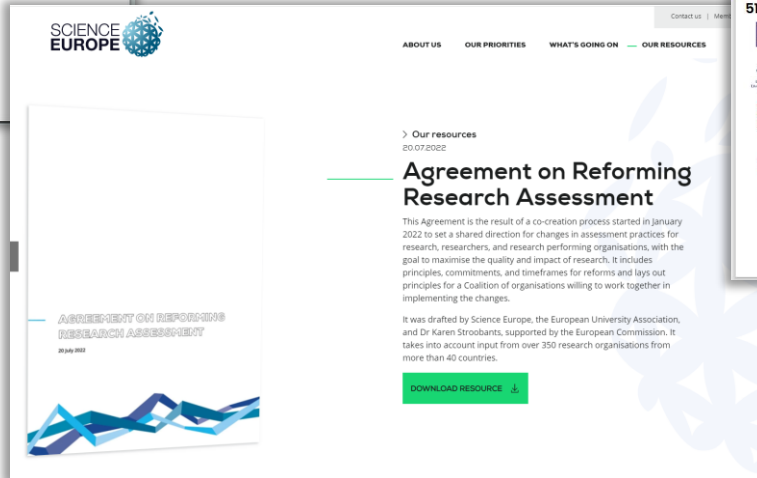 51
Contact us |
SCIENCE
EUROPE
ABOUT US OUR PRIORITIES WHAT'S GOING ON OUR RESOURCES
> Our resources
20.07.2022
Agreement on Reforming
Research Assessment
This Agreement is the result of a co-creation process started in January
2022 to set a shared direction for changes in assessment practices for
research, researchers, and research performing organisations, with the
goal to maximise the quality and impact of research. It includes
principles, commitments, and timeframes for reforms and lays out
principles for a Coalition of organisations willing to work together in
implementing the changes.
It was drafted by Science Europe, the European University Association,
and Dr Karen Stroobants, supported by the European Commission. It
takes into account input from over 350 research organisations from
more than 40 countries.
DOWNLOAD RESOURCE
AGREEMENT ON REFORMING
RESEARCH ASSESSMENT
20 July 2022